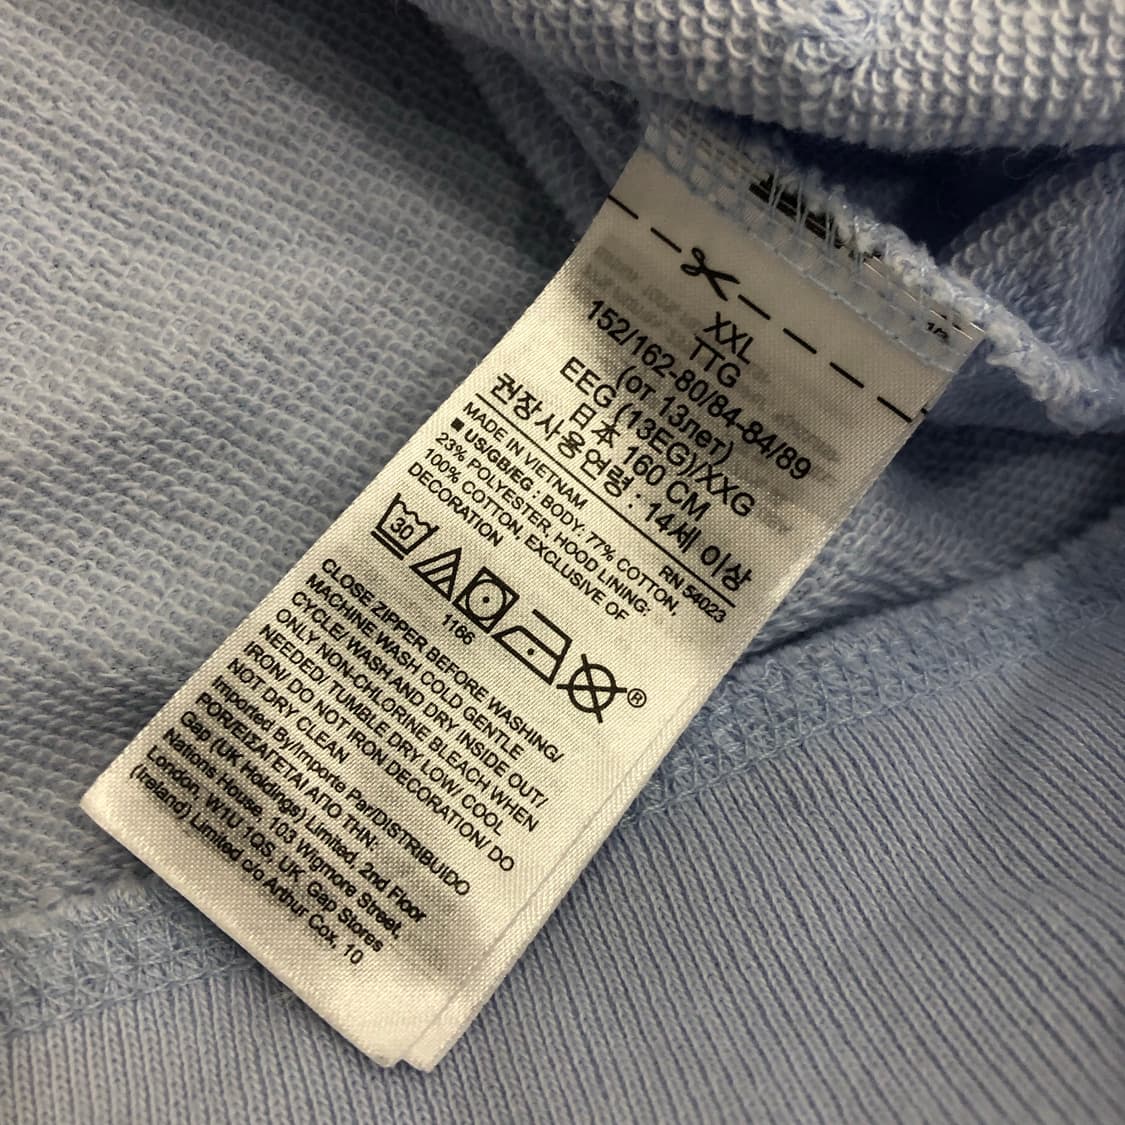 XXL
TTG
152/162-80/84-84/89
(от 13лет)
EEG (13EG)/XXG
日本 160 CM
권장사용연령: 14세 이상
MADE IN VIETNAM RN 54023
■ US/GB/EG : BODY: 77% COTTON,
23% POLYESTER, HOOD LINING:
100% COTTON, EXCLUSIVE OF
DECORATION
30
1166
®
CLOSE ZIPPER BEFORE WASHING/
MACHINE WASH COLD GENTLE
CYCLE/ WASH AND DRY INSIDE OUT/
ONLY NON-CHLORINE BLEACH WHEN
NEEDED/ TUMBLE DRY LOW/ COOL
IRON/ DO NOT IRON DECORATION/ DO
NOT DRY CLEAN
Imported By/Importe Par/DISTRIBUIDO
POR/ΕΙΣΑΓΕΤΑΙ ΑΠΟ ΤΗΝ:
Gap (UK Holdings) Limited, 2nd Floor
Nations House, 103 Wigmore Street,
London, W1U 1QS, UK, Gap Stores
(Ireland) Limited c/o Arthur Cox, 10